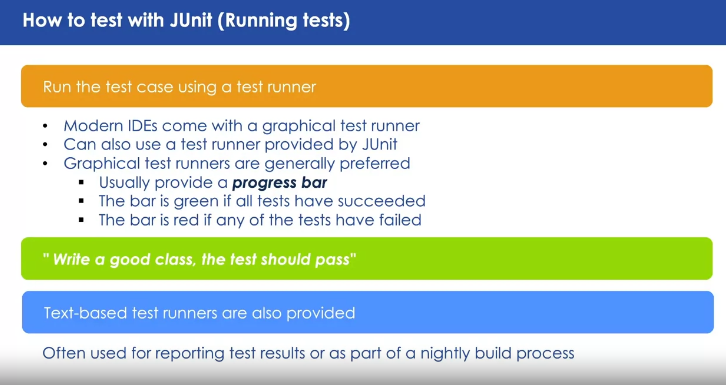 How to test with JUnit (Running tests)
Run the test case using a test runner
• Modern IDEs come with a graphical test runner
• Can also use a test runner provided by JUnit
• Graphical test runners are generally preferred
▪ Usually provide a progress bar
▪ The bar is green if all tests have succeeded
▪ The bar is red if any of the tests have failed
" Write a good class, the test should pass"
Text-based test runners are also provided
Often used for reporting test results or as part of a nightly build process